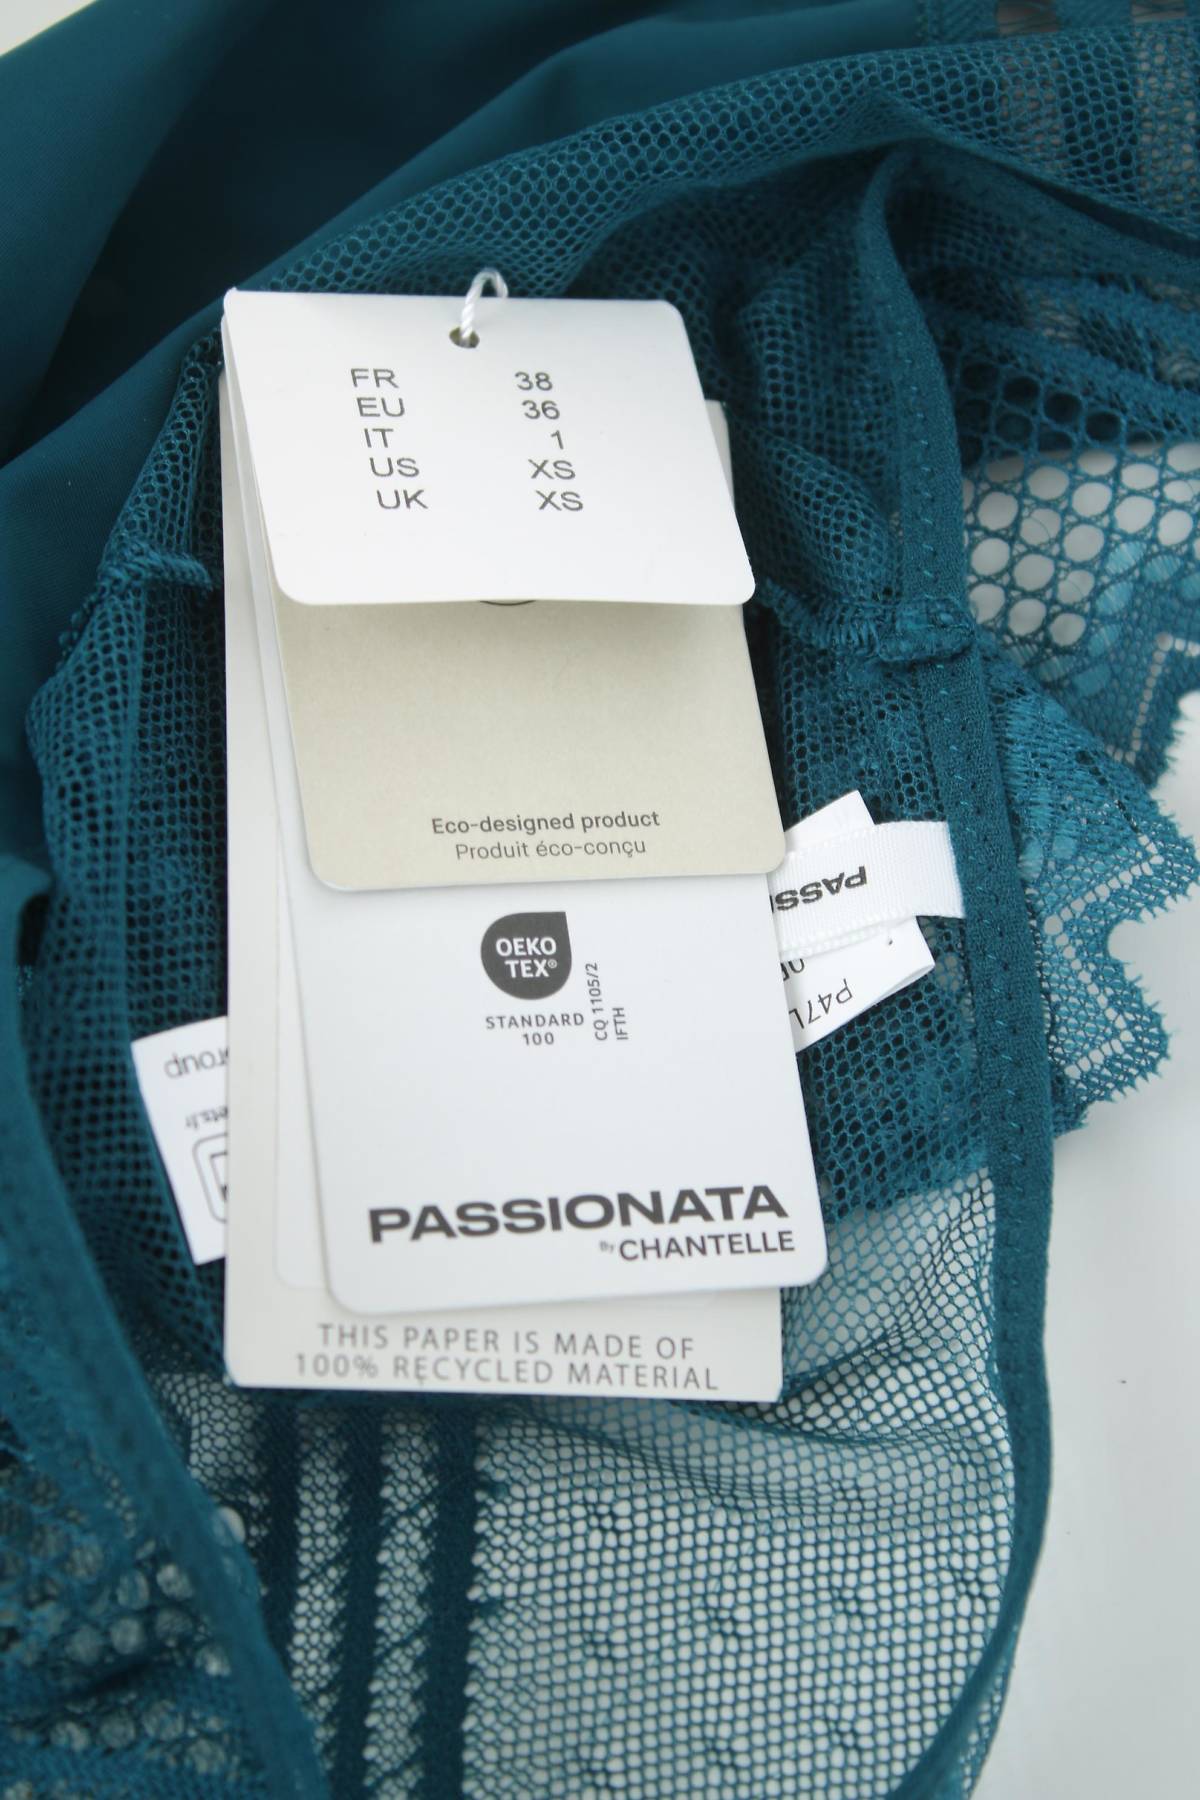 FR 38
EU 36
IT 1
US XS
UK XS
Eco-designed product
Produit éco-conçu
OEKO
TEX®
STANDARD
100
CQ 1105/2
IFTH
PASSIONATA
By CHANTELLE
THIS PAPER IS MADE OF
100% RECYCLED MATERIAL